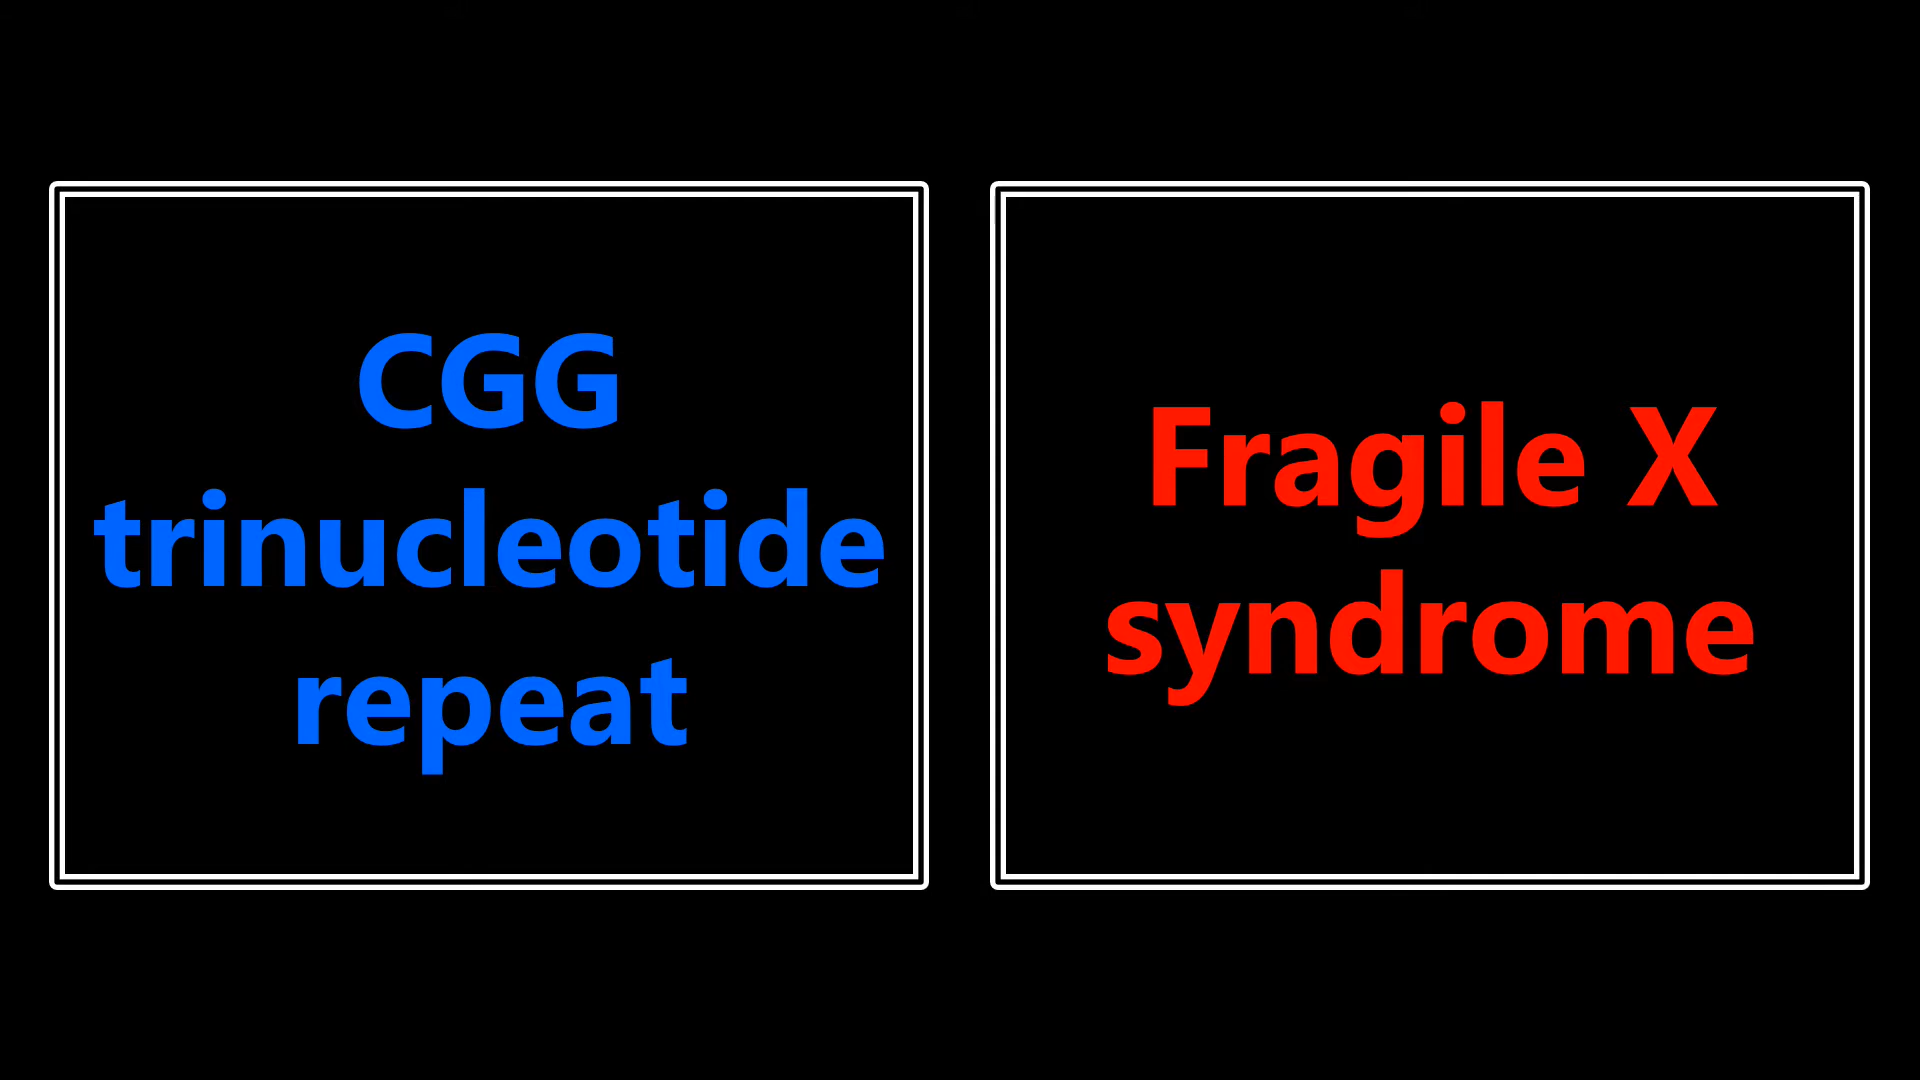 CGG
trinucleotide
repeat
Fragile X
syndrome